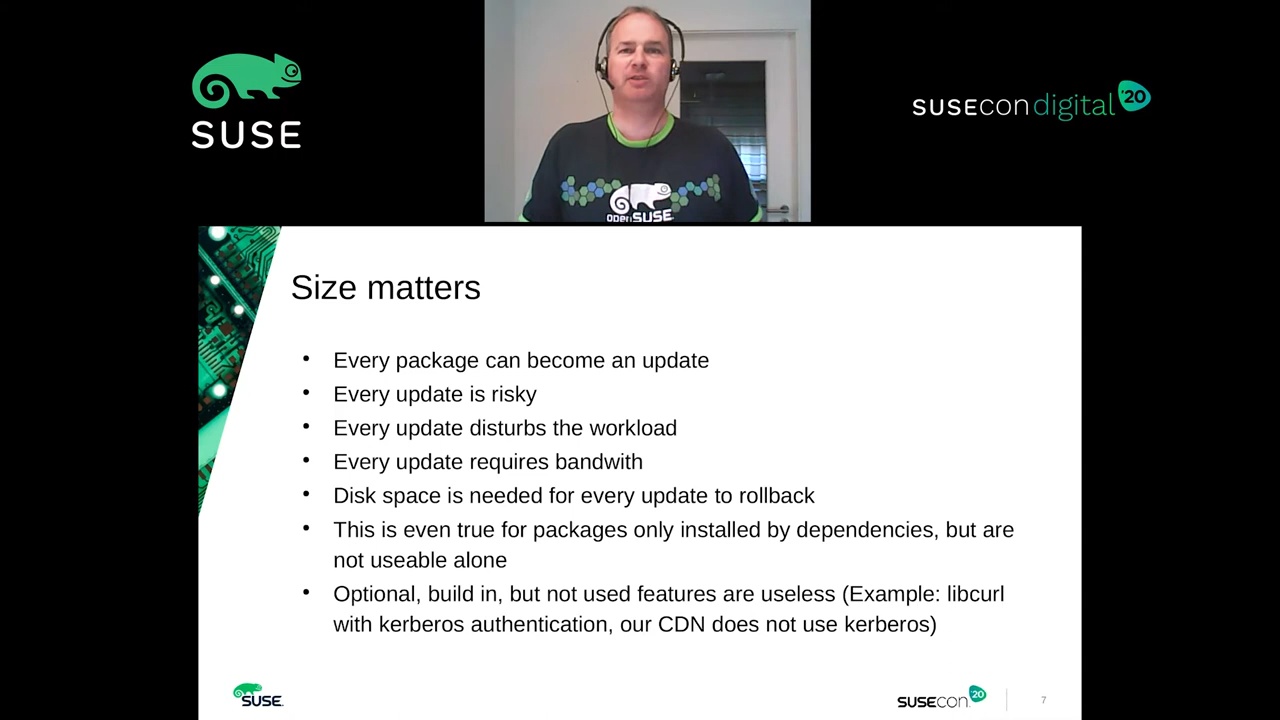 SUSE
SUSEcon digital '20
openSUSE
Size matters
• Every package can become an update
• Every update is risky
• Every update disturbs the workload
• Every update requires bandwith
• Disk space is needed for every update to rollback
• This is even true for packages only installed by dependencies, but are
not useable alone
• Optional, build in, but not used features are useless (Example: libcurl
with kerberos authentication, our CDN does not use kerberos)
SUSE
SUSEcon '20
7